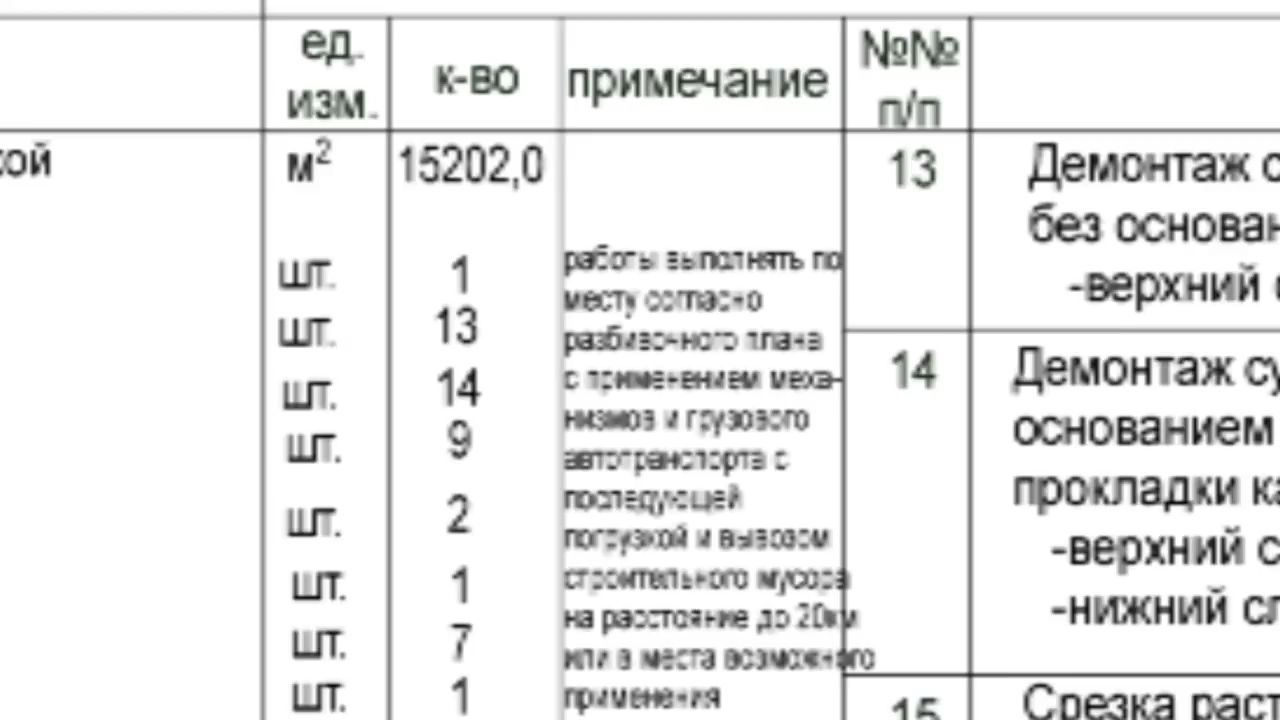 ед. изм.
к-во
примечание
№№ п/п
кой
м²
15202,0
шт. 1
шт. 13
шт. 14
шт. 9
шт. 2
шт. 1
шт. 7
шт. 1
работы выполнять по
месту согласно
разбивочного плана
с применением меха-
низмов и грузового
автотранспорта с
последующей
погрузкой и вывозом
строительного мусора
на расстояние до 20км
или в места возможного
применения
13
Демонтаж с
без основан
-верхний с
14
Демонтаж су
основанием
прокладки ка
-верхний с
-нижний сл
15
Срезка раст